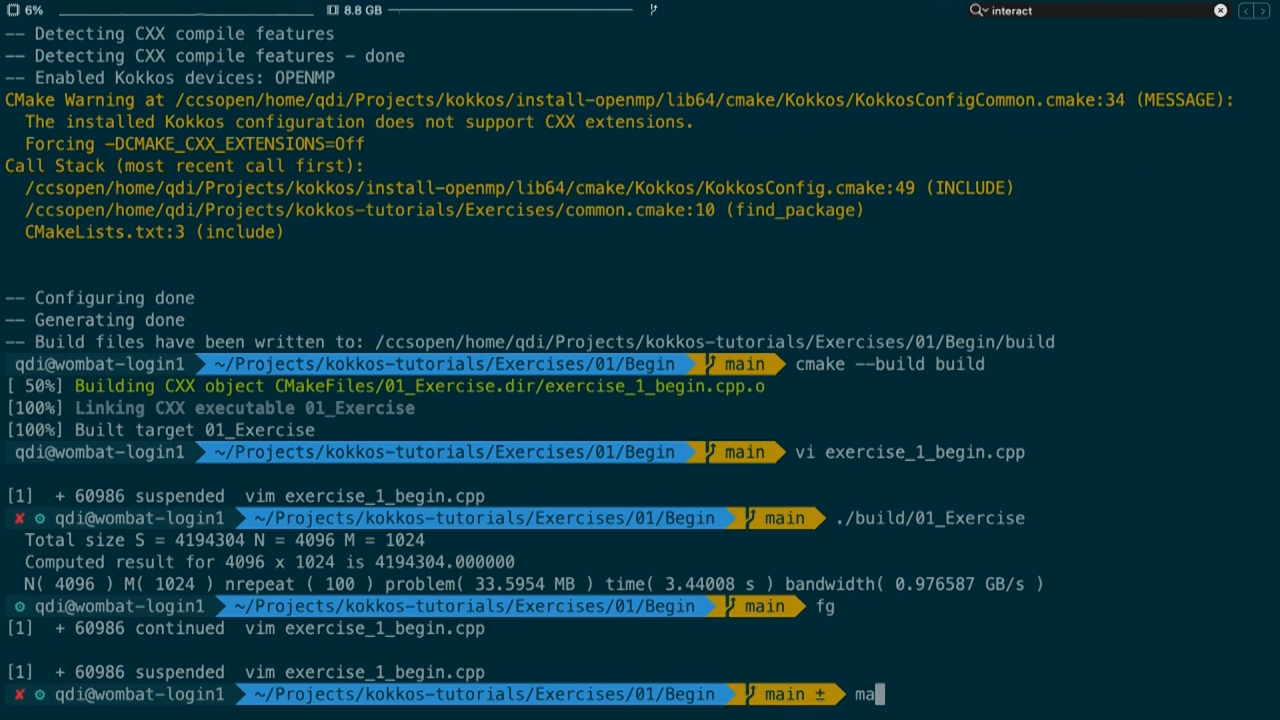 6% 8.8 GB interact
-- Detecting CXX compile features
-- Detecting CXX compile features - done
-- Enabled Kokkos devices: OPENMP
CMake Warning at /ccsopen/home/qdi/Projects/kokkos/install-openmp/lib64/cmake/Kokkos/KokkosConfigCommon.cmake:34 (MESSAGE):
The installed Kokkos configuration does not support CXX extensions.
Forcing -DCMAKE_CXX_EXTENSIONS=Off
Call Stack (most recent call first):
/ccsopen/home/qdi/Projects/kokkos/install-openmp/lib64/cmake/Kokkos/KokkosConfig.cmake:49 (INCLUDE)
/ccsopen/home/qdi/Projects/kokkos-tutorials/Exercises/common.cmake:10 (find_package)
CMakeLists.txt:3 (include)
-- Configuring done
-- Generating done
-- Build files have been written to: /ccsopen/home/qdi/Projects/kokkos-tutorials/Exercises/01/Begin/build
qdi@wombat-login1 ~/Projects/kokkos-tutorials/Exercises/01/Begin main cmake --build build
[ 50%] Building CXX object CMakeFiles/01_Exercise.dir/exercise_1_begin.cpp.o
[100%] Linking CXX executable 01_Exercise
[100%] Built target 01_Exercise
qdi@wombat-login1 ~/Projects/kokkos-tutorials/Exercises/01/Begin main vi exercise_1_begin.cpp
[1] + 60986 suspended vim exercise_1_begin.cpp
✘ ⚙ qdi@wombat-login1 ~/Projects/kokkos-tutorials/Exercises/01/Begin main ./build/01_Exercise
Total size S = 4194304 N = 4096 M = 1024
Computed result for 4096 x 1024 is 4194304.000000
N( 4096 ) M( 1024 ) nrepeat ( 100 ) problem( 33.5954 MB ) time( 3.44008 s ) bandwidth( 0.976587 GB/s )
⚙ qdi@wombat-login1 ~/Projects/kokkos-tutorials/Exercises/01/Begin main fg
[1] + 60986 continued vim exercise_1_begin.cpp
[1] + 60986 suspended vim exercise_1_begin.cpp
✘ ⚙ qdi@wombat-login1 ~/Projects/kokkos-tutorials/Exercises/01/Begin main ± ma